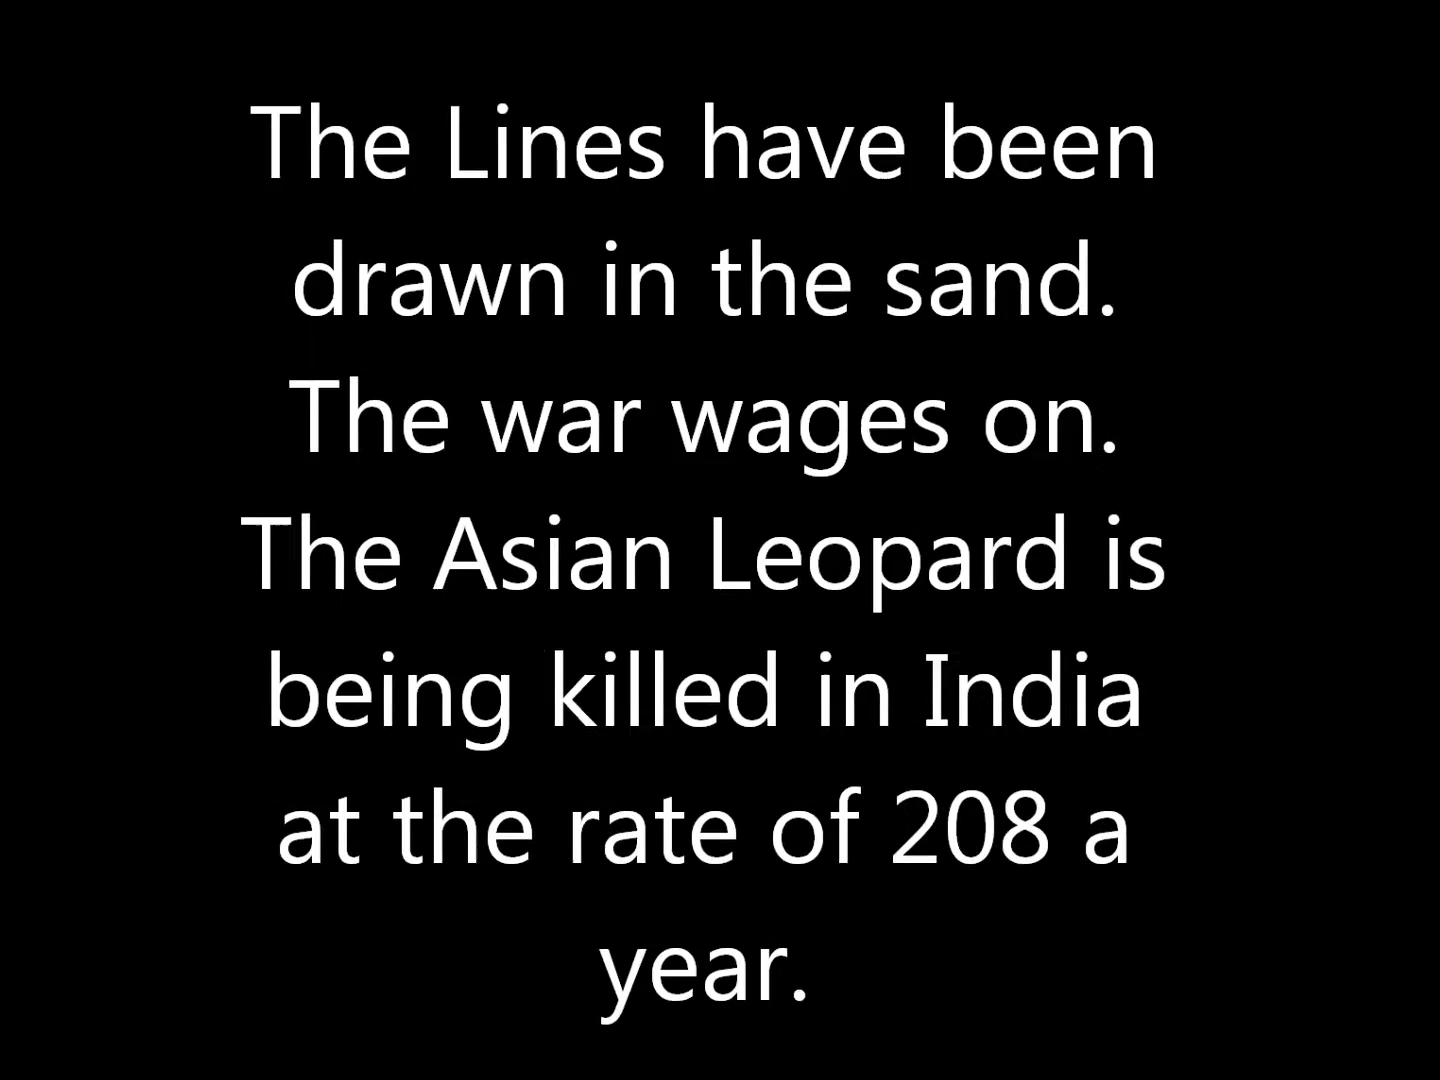 The Lines have been
drawn in the sand.
The war wages on.
The Asian Leopard is
being killed in India
at the rate of 208 a
year.